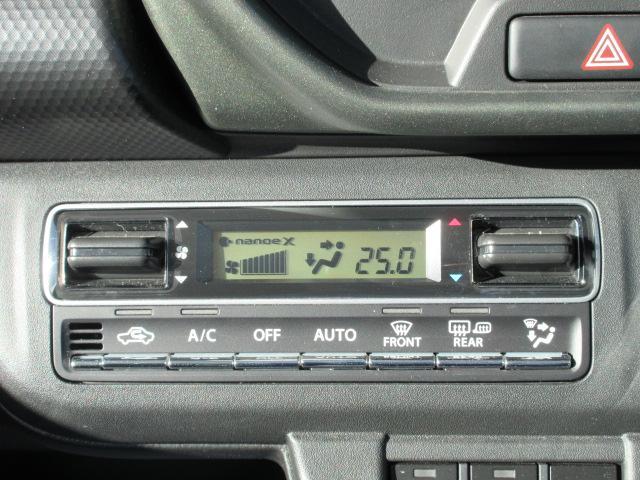 nanoe X
25.0
A/C OFF AUTO FRONT REAR